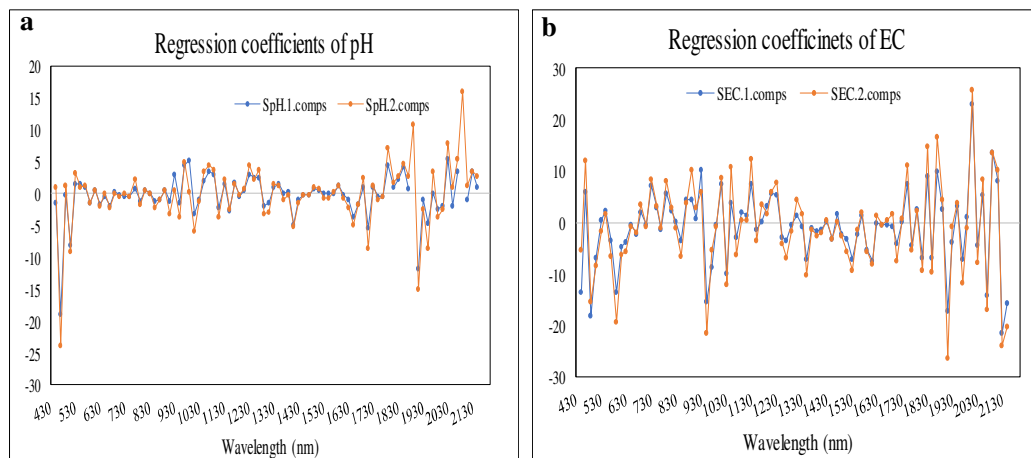 a
Regression coefficients of pH
SpH.1.comps
SpH.2.comps
20
15
10
5
0
-5
-10
-15
-20
-25
-30
430 530 630 730 830 930 1030 1130 1230 1330 1430 1530 1630 1730 1830 1930 2030 2130
Wavelength (nm)
b
Regression coefficinets of EC
SEC.1.comps
SEC.2.comps
30
20
10
0
-10
-20
-30
430 530 630 730 830 930 1030 1130 1230 1330 1430 1530 1630 1730 1830 1930 2030 2130
Wavelength (nm)